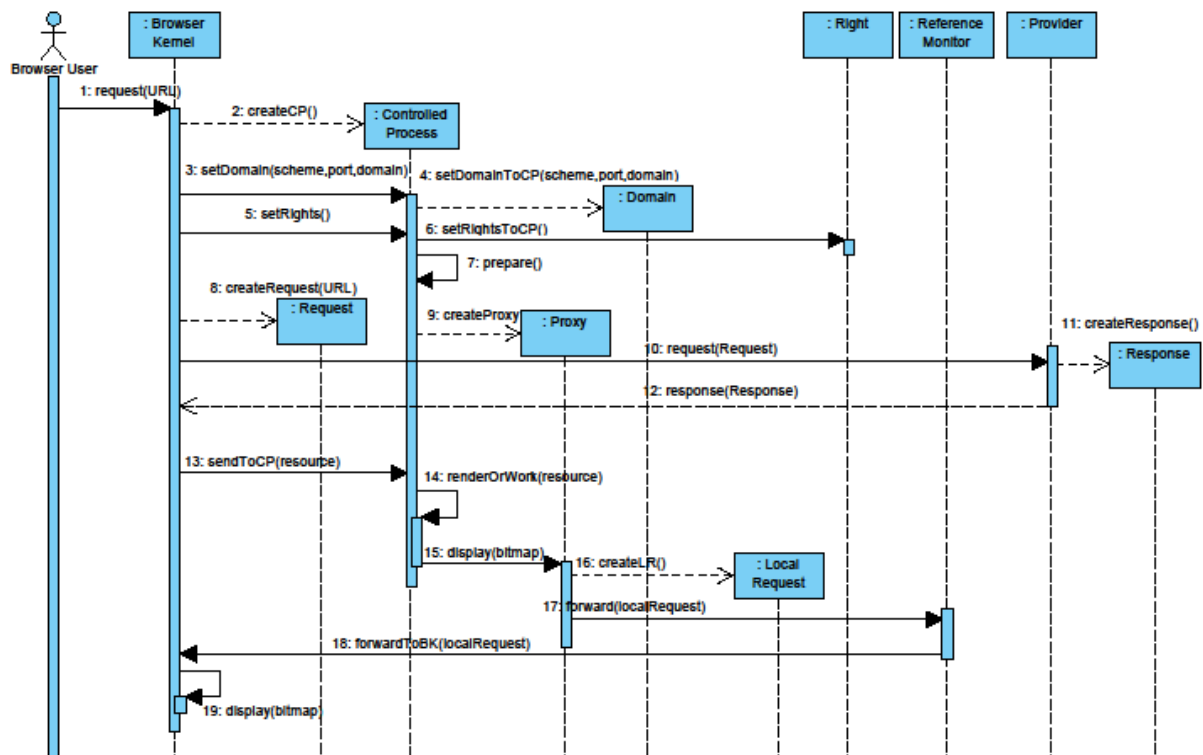 : Browser
Kernel
: Right
: Reference
Monitor
: Provider
Browser User
1: request(URL)
2: createCP()
: Controlled
Process
3: setDomain(scheme,port,domain)
4: setDomainToCP(scheme,port,domain)
: Domain
5: setRights()
6: setRightsToCP()
7: prepare()
8: createRequest(URL)
: Request
9: createProxy
: Proxy
11: createResponse()
10: request(Request)
: Response
12: response(Response)
13: sendToCP(resource)
14: renderOrWork(resource)
15: display(bitmap)
16: createLR()
: Local
Request
17: forward(localRequest)
18: forwardToBK(localRequest)
19: display(bitmap)